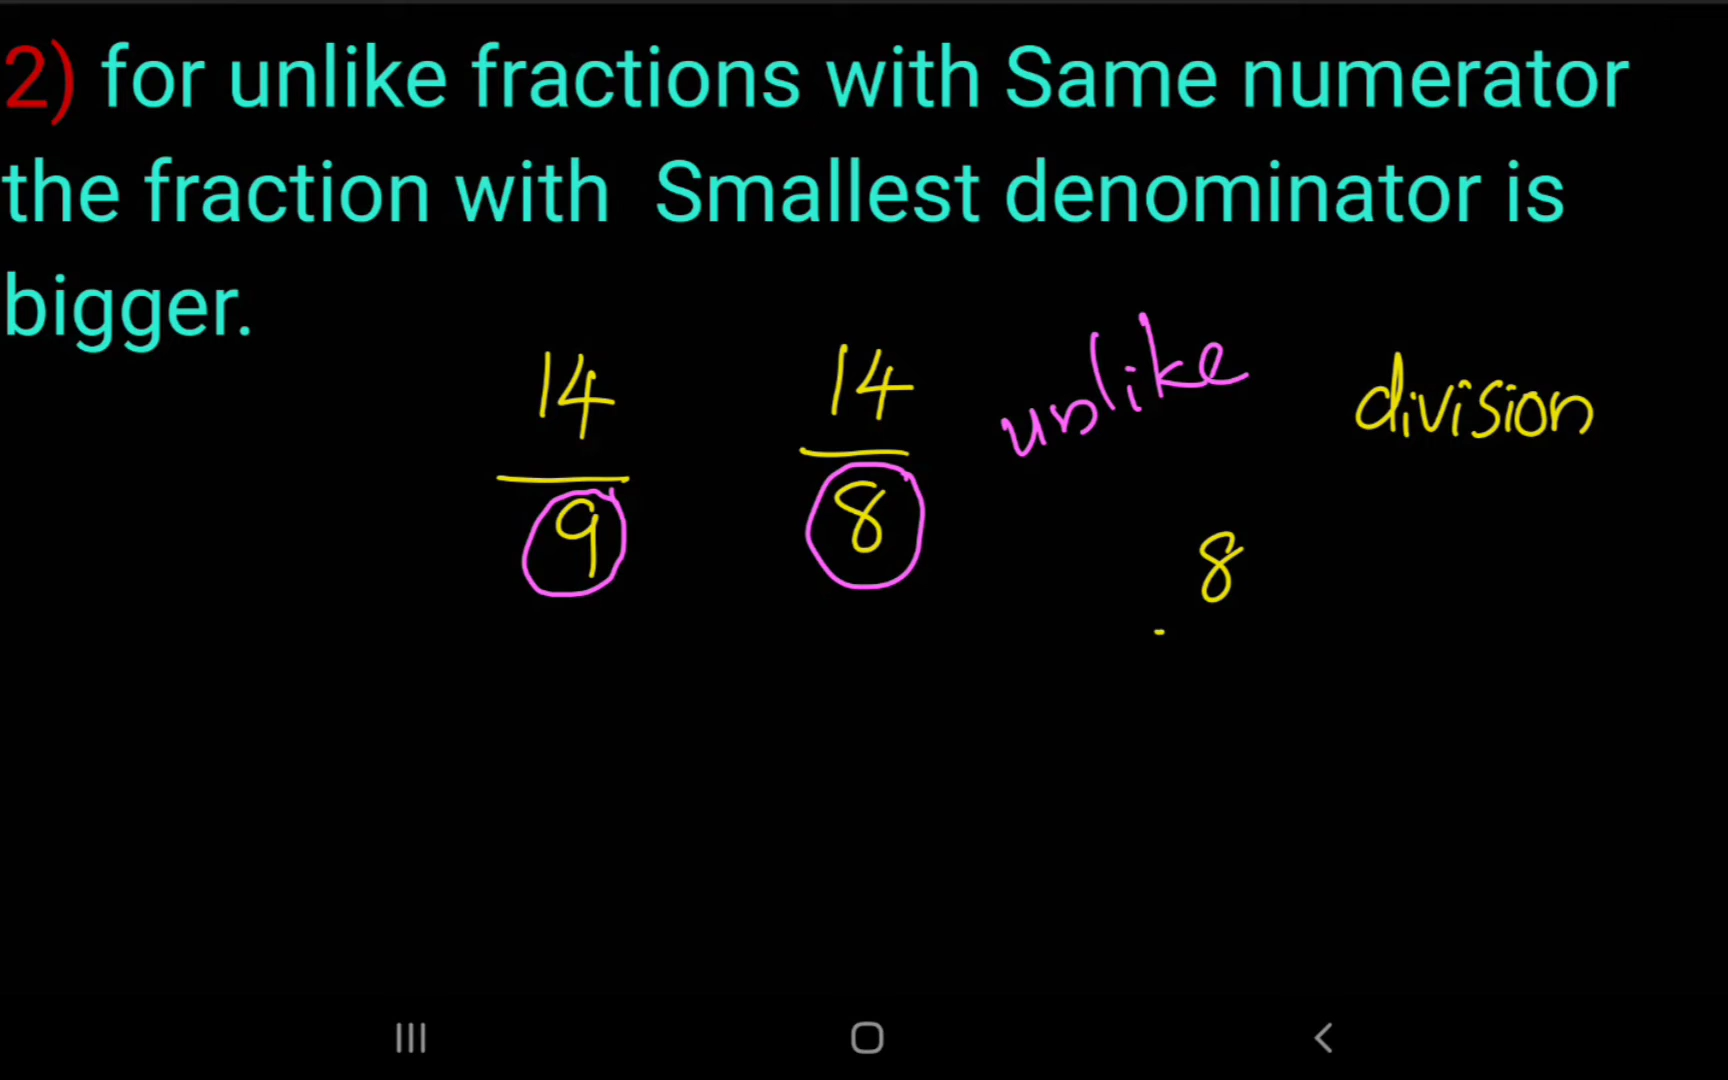 2) for unlike fractions with Same numerator
the fraction with Smallest denominator is
bigger.
14 14 unlike division
9 8
8